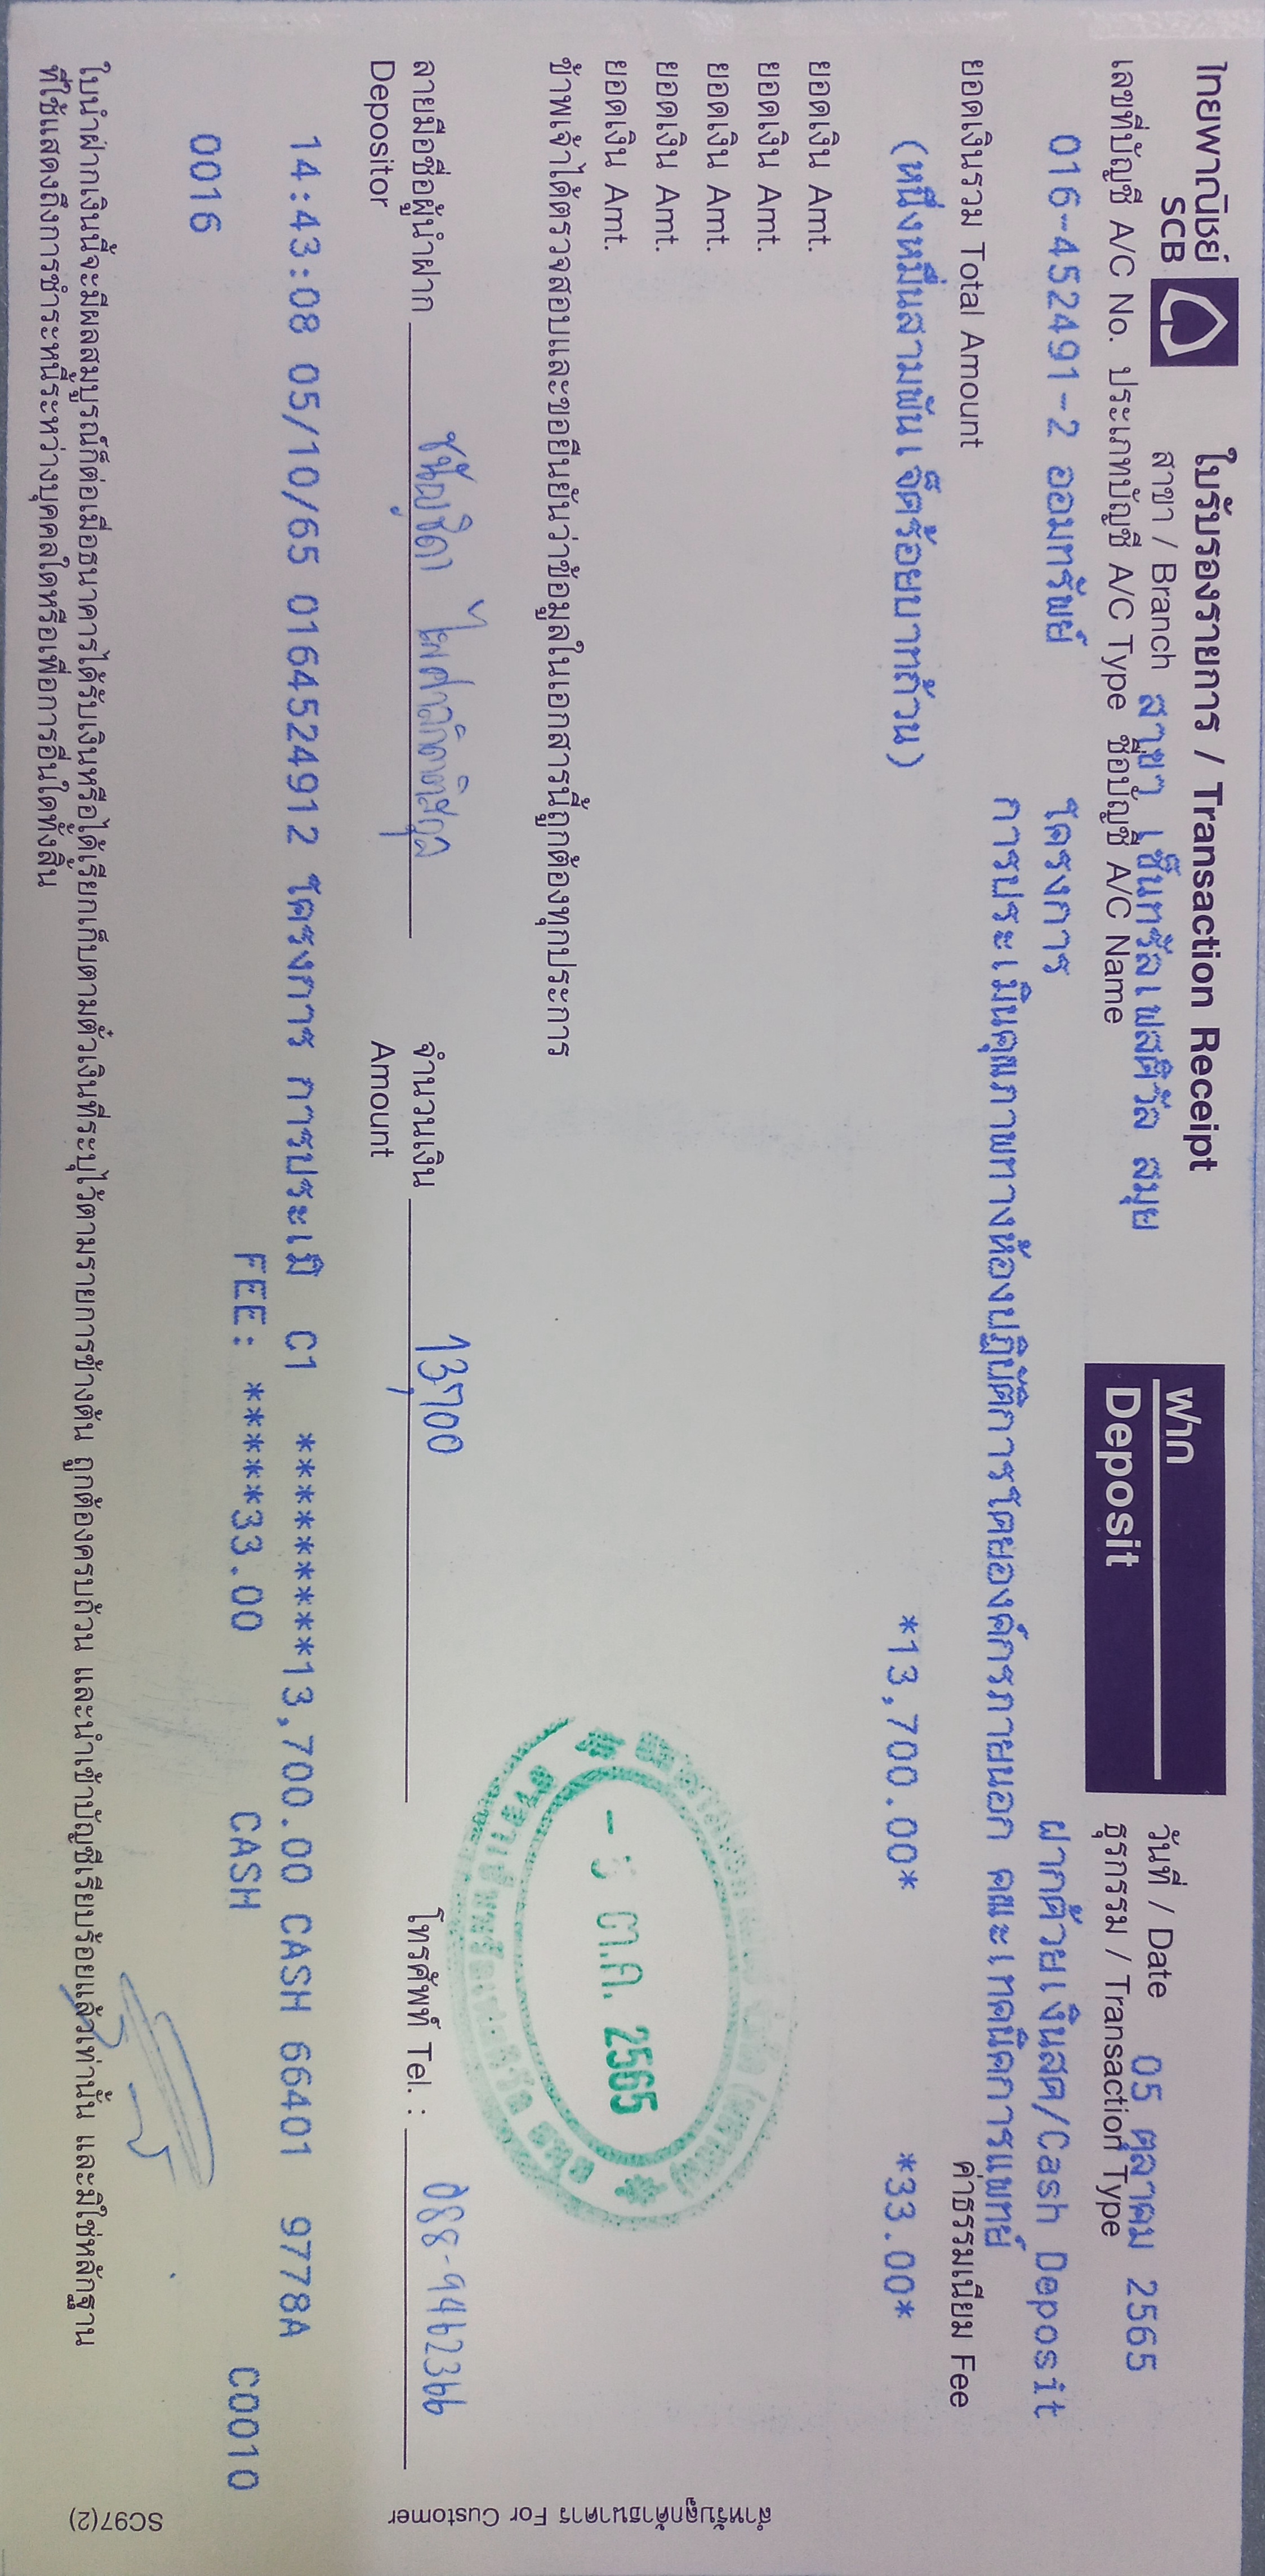 ไทยพาณิชย์
SCB
ใบรับรองรายการ / Transaction Receipt
ฝาก
Deposit
สาขา / Branch สาขา เซ็นทรัลเฟสติวัล สมุย
วันที่ / Date 05 ตุลาคม 2565
เลขที่บัญชี A/C No. ประเภทบัญชี A/C Type ชื่อบัญชี A/C Name
ธุรกรรม / Transaction Type
016-452491-2 ออมทรัพย์ โครงการ ฝากด้วยเงินสด/Cash Deposit
การประเมินคุณภาพทางห้องปฏิบัติการโดยองค์กรภายนอก คณะเทคนิคการแพทย์
ยอดเงินรวม Total Amount ค่าธรรมเนียม Fee
(หนึ่งหมื่นสามพันเจ็ดร้อยบาทถ้วน) *13,700.00* *33.00*
ยอดเงิน Amt.
ยอดเงิน Amt.
ยอดเงิน Amt.
ยอดเงิน Amt.
ยอดเงิน Amt.
ข้าพเจ้าได้ตรวจสอบและขอยืนยันว่าข้อมูลในเอกสารนี้ถูกต้องทุกประการ
- 5 ต.ค. 2565
ลายมือชื่อผู้นำฝาก ชนัญชิดา ไพศาลกิตติสกุล จำนวนเงิน 13,700 โทรศัพท์ Tel. : 088-9462366
Depositor Amount
14:43:08 05/10/65 0164524912 โครงการ การประเมิ C1 **********13,700.00 CASH 66401 9778A
FEE: *****33.00 CASH C0010
0016
ใบนำฝากเงินนี้จะมีผลสมบูรณ์ก็ต่อเมื่อธนาคารได้รับเงินหรือได้เรียกเก็บตามตั๋วเงินที่ระบุไว้ตามรายการข้างต้น ถูกต้องครบถ้วน และนำเข้าบัญชีเรียบร้อยแล้วเท่านั้น และมิใช่หลักฐาน
ที่ใช้แสดงถึงการชำระหนี้ระหว่างบุคคลใดหรือเพื่อการอื่นใดทั้งสิ้น
สำหรับลูกค้าธนาคาร For Customer
SC97(2)